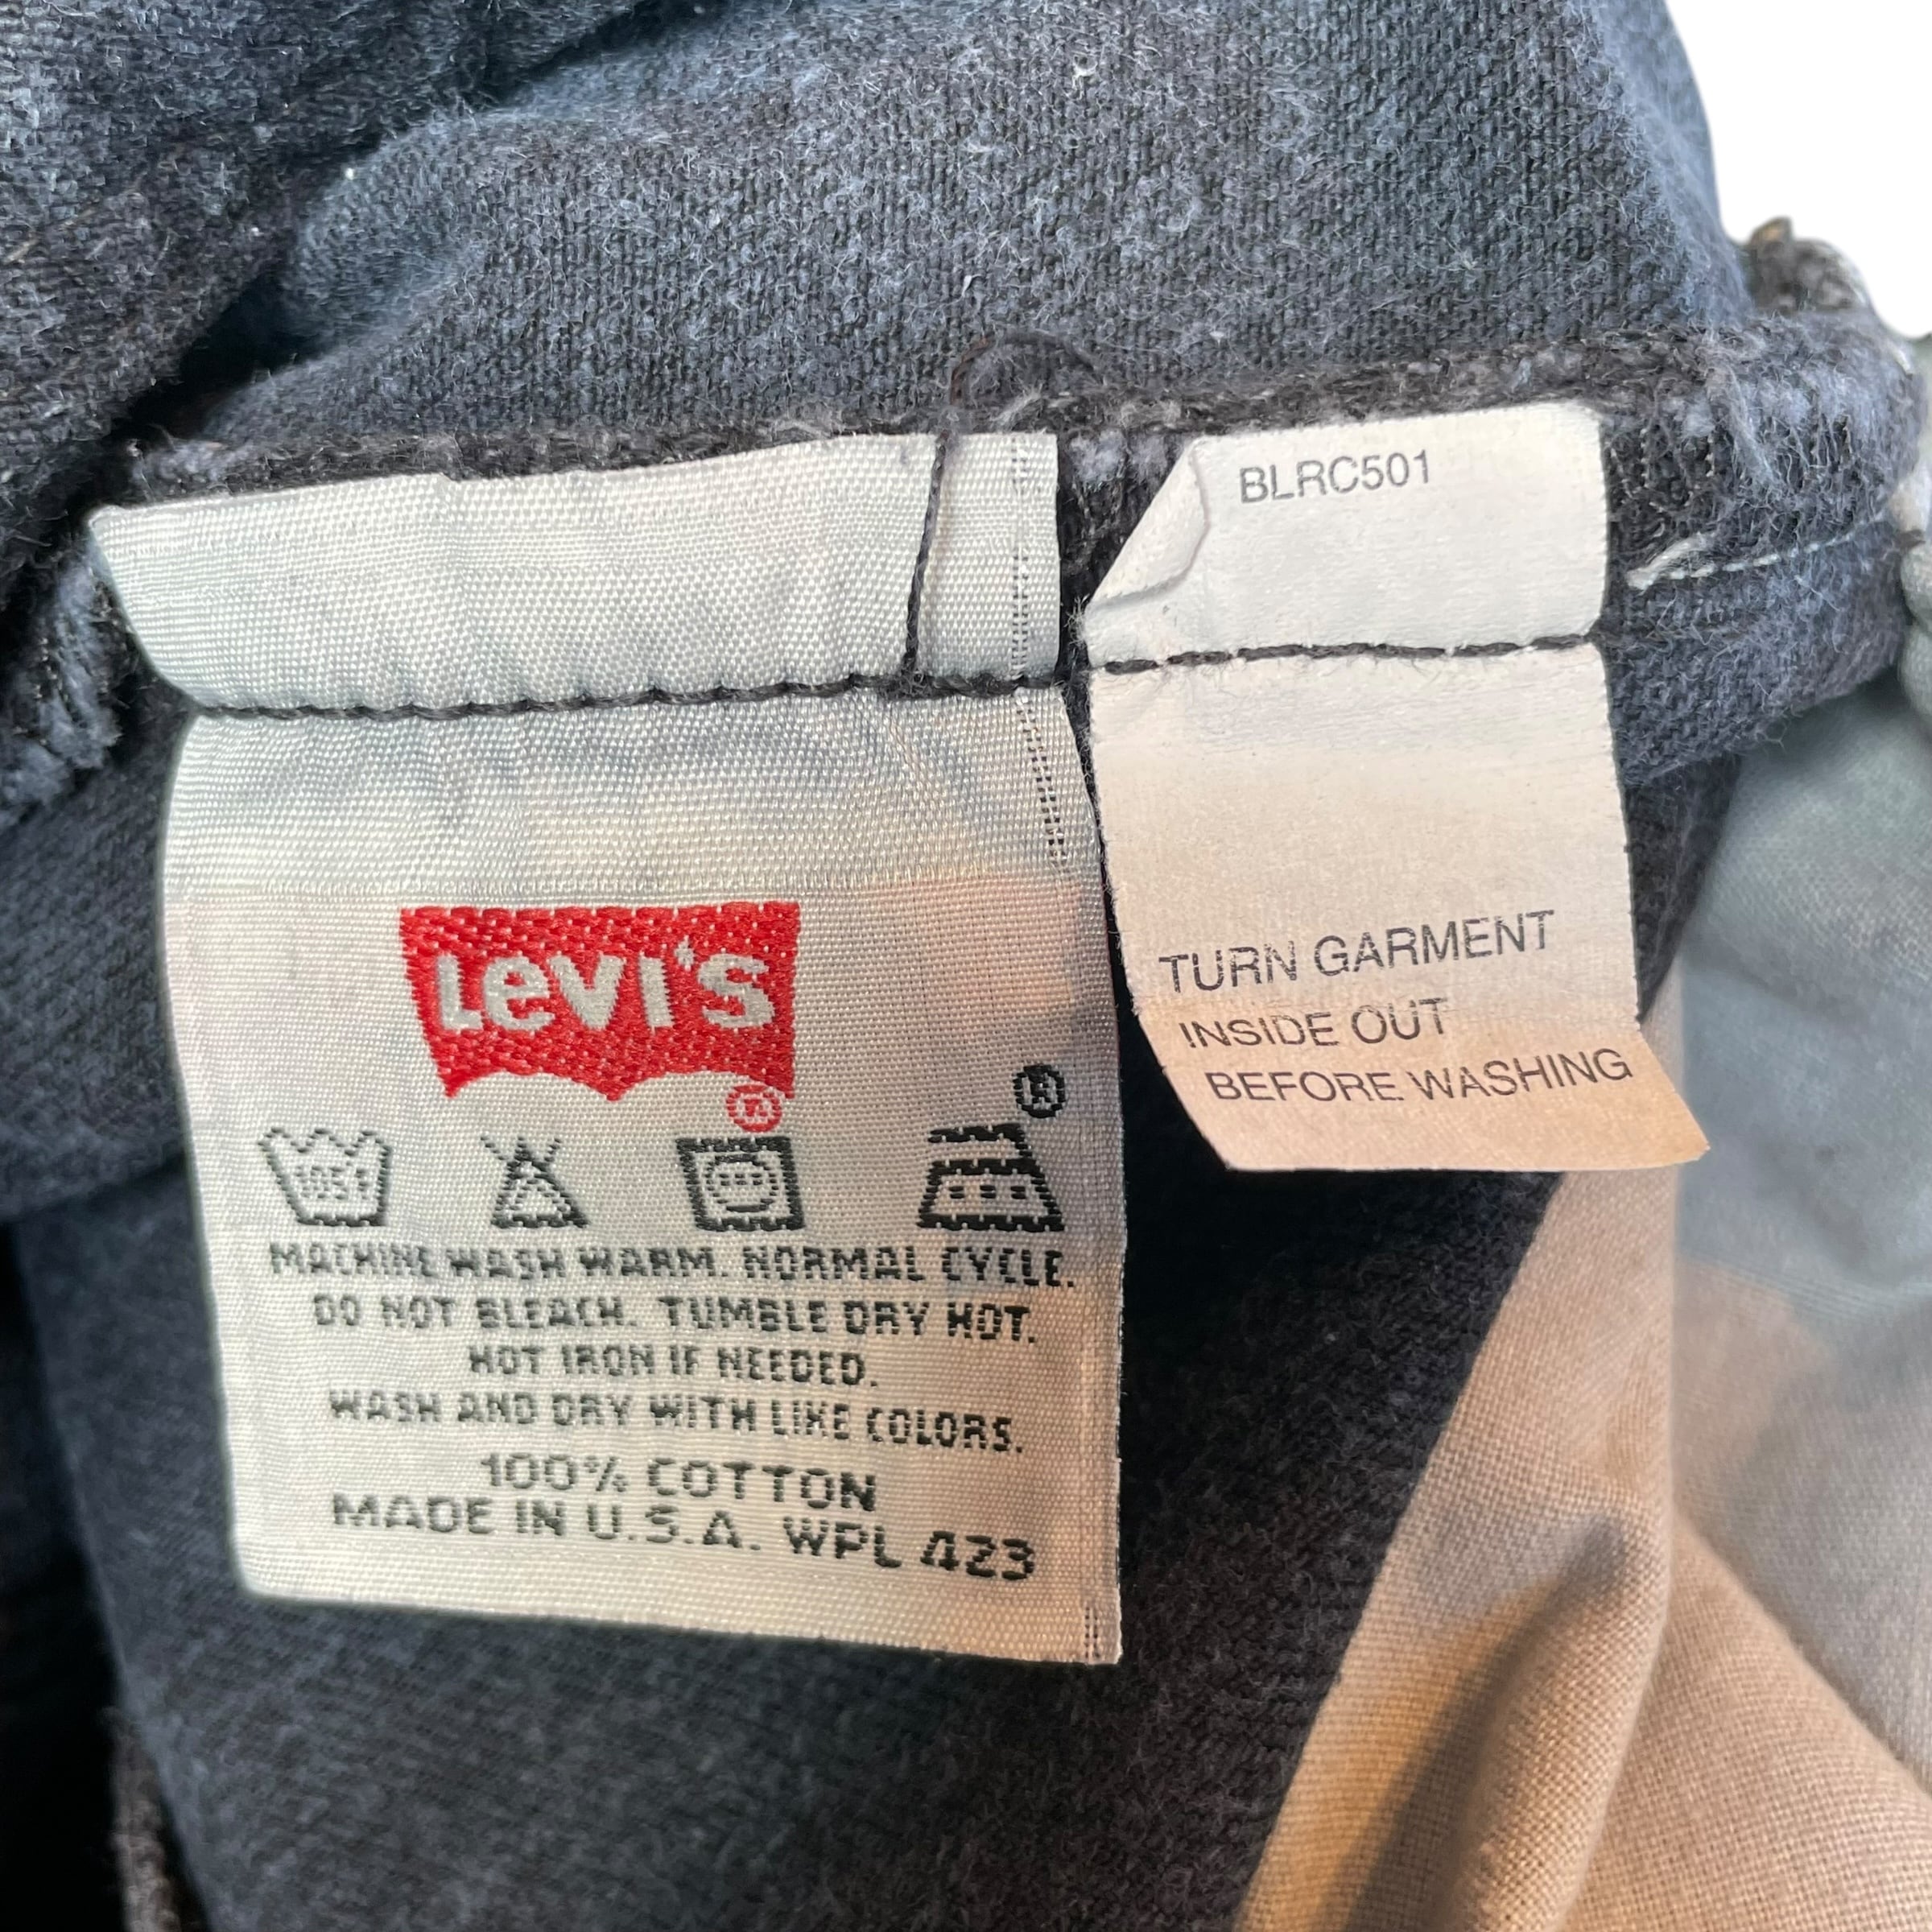 LEVI'S
®
®
105°F
MACHINE WASH WARM. NORMAL CYCLE.
DO NOT BLEACH. TUMBLE DRY HOT.
HOT IRON IF NEEDED.
WASH AND DRY WITH LIKE COLORS.
100% COTTON
MADE IN U.S.A. WPL 423
BLRC501
TURN GARMENT
INSIDE OUT
BEFORE WASHING